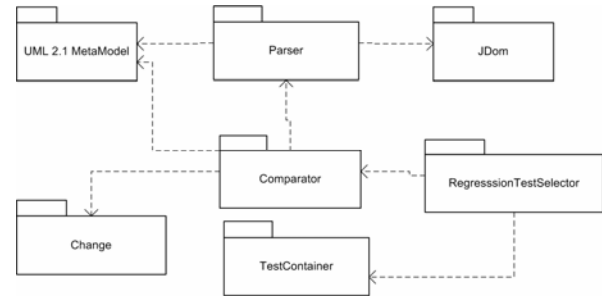 UML 2.1 MetaModel
Parser
JDom
Comparator
RegresssionTestSelector
Change
TestContainer